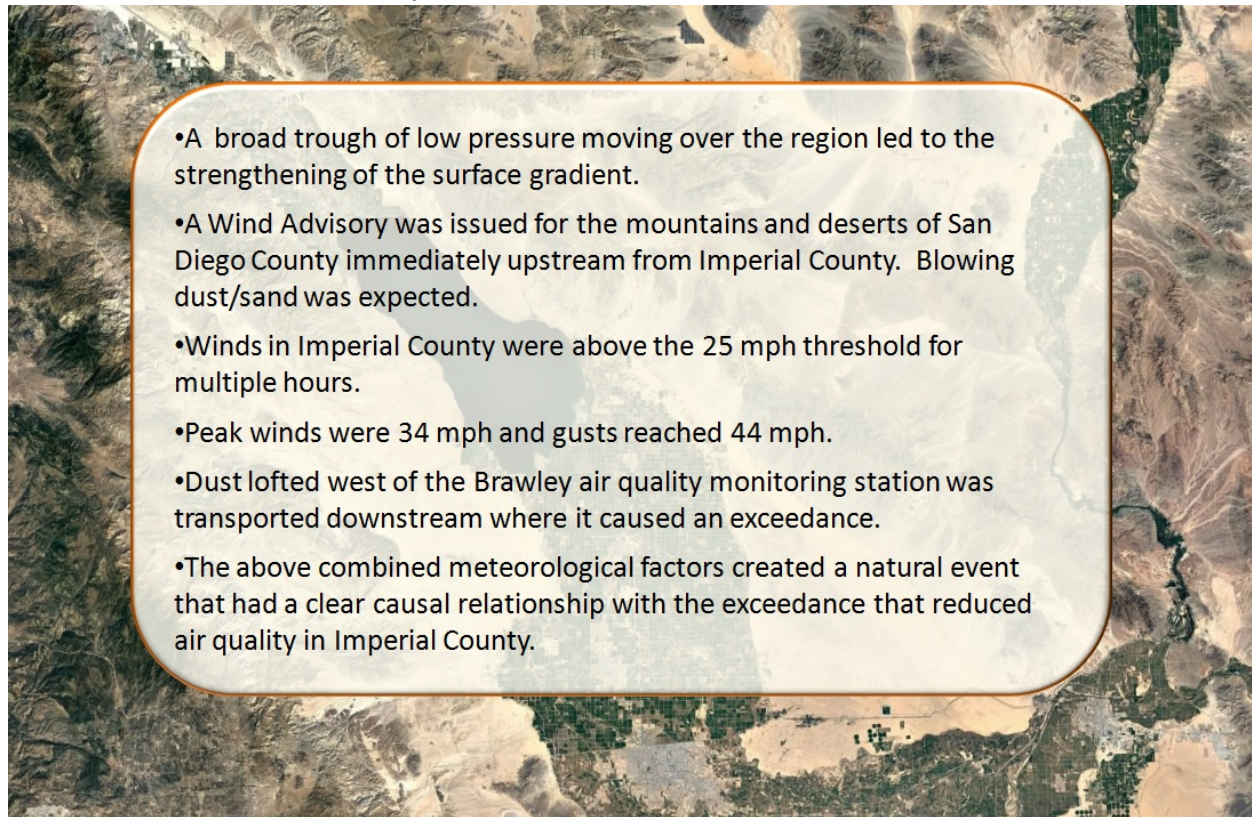 •A  broad trough of low pressure moving over the region led to the
strengthening of the surface gradient.
•A Wind Advisory was issued for the mountains and deserts of San
Diego County immediately upstream from Imperial County.  Blowing
dust/sand was expected.
•Winds in Imperial County were above the 25 mph threshold for
multiple hours.
•Peak winds were 34 mph and gusts reached 44 mph.
•Dust lofted west of the Brawley air quality monitoring station was
transported downstream where it caused an exceedance.
•The above combined meteorological factors created a natural event
that had a clear causal relationship with the exceedance that reduced
air quality in Imperial County.